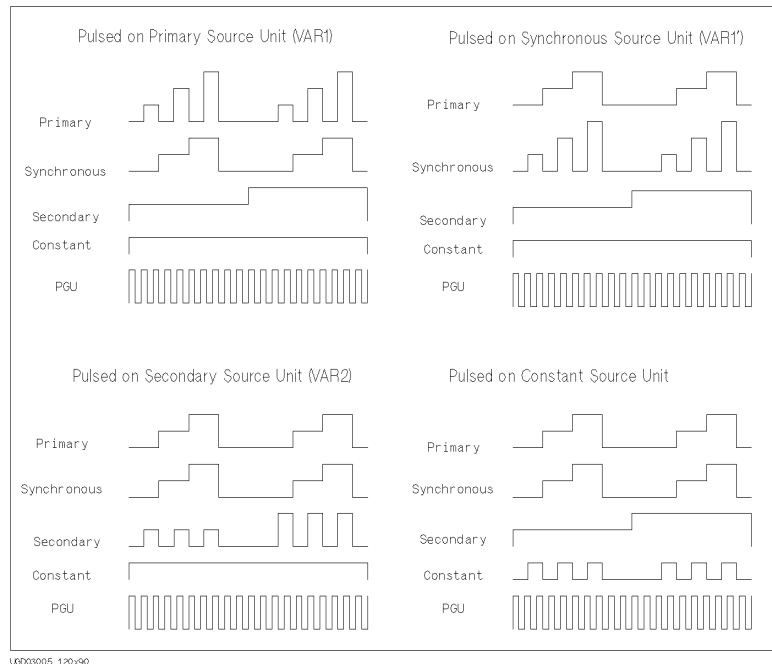 Pulsed on Primary Source Unit (VAR1)
Primary
Synchronous
Secondary
Constant
PGU
Pulsed on Synchronous Source Unit (VAR1')
Primary
Synchronous
Secondary
Constant
PGU
Pulsed on Secondary Source Unit (VAR2)
Primary
Synchronous
Secondary
Constant
PGU
Pulsed on Constant Source Unit
Primary
Synchronous
Secondary
Constant
PGU
UGD03005 120x90